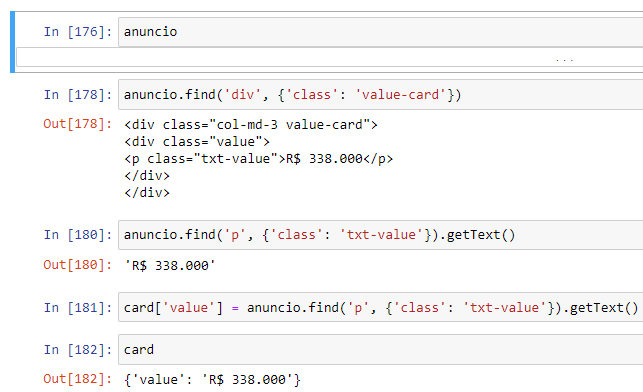 In [176]: anuncio
...
In [178]: anuncio.find('div', {'class': 'value-card'})
Out[178]: <div class="col-md-3 value-card">
<div class="value">
<p class="txt-value">R$ 338.000</p>
</div>
</div>
In [180]: anuncio.find('p', {'class': 'txt-value'}).getText()
Out[180]: 'R$ 338.000'
In [181]: card['value'] = anuncio.find('p', {'class': 'txt-value'}).getText()
In [182]: card
Out[182]: {'value': 'R$ 338.000'}